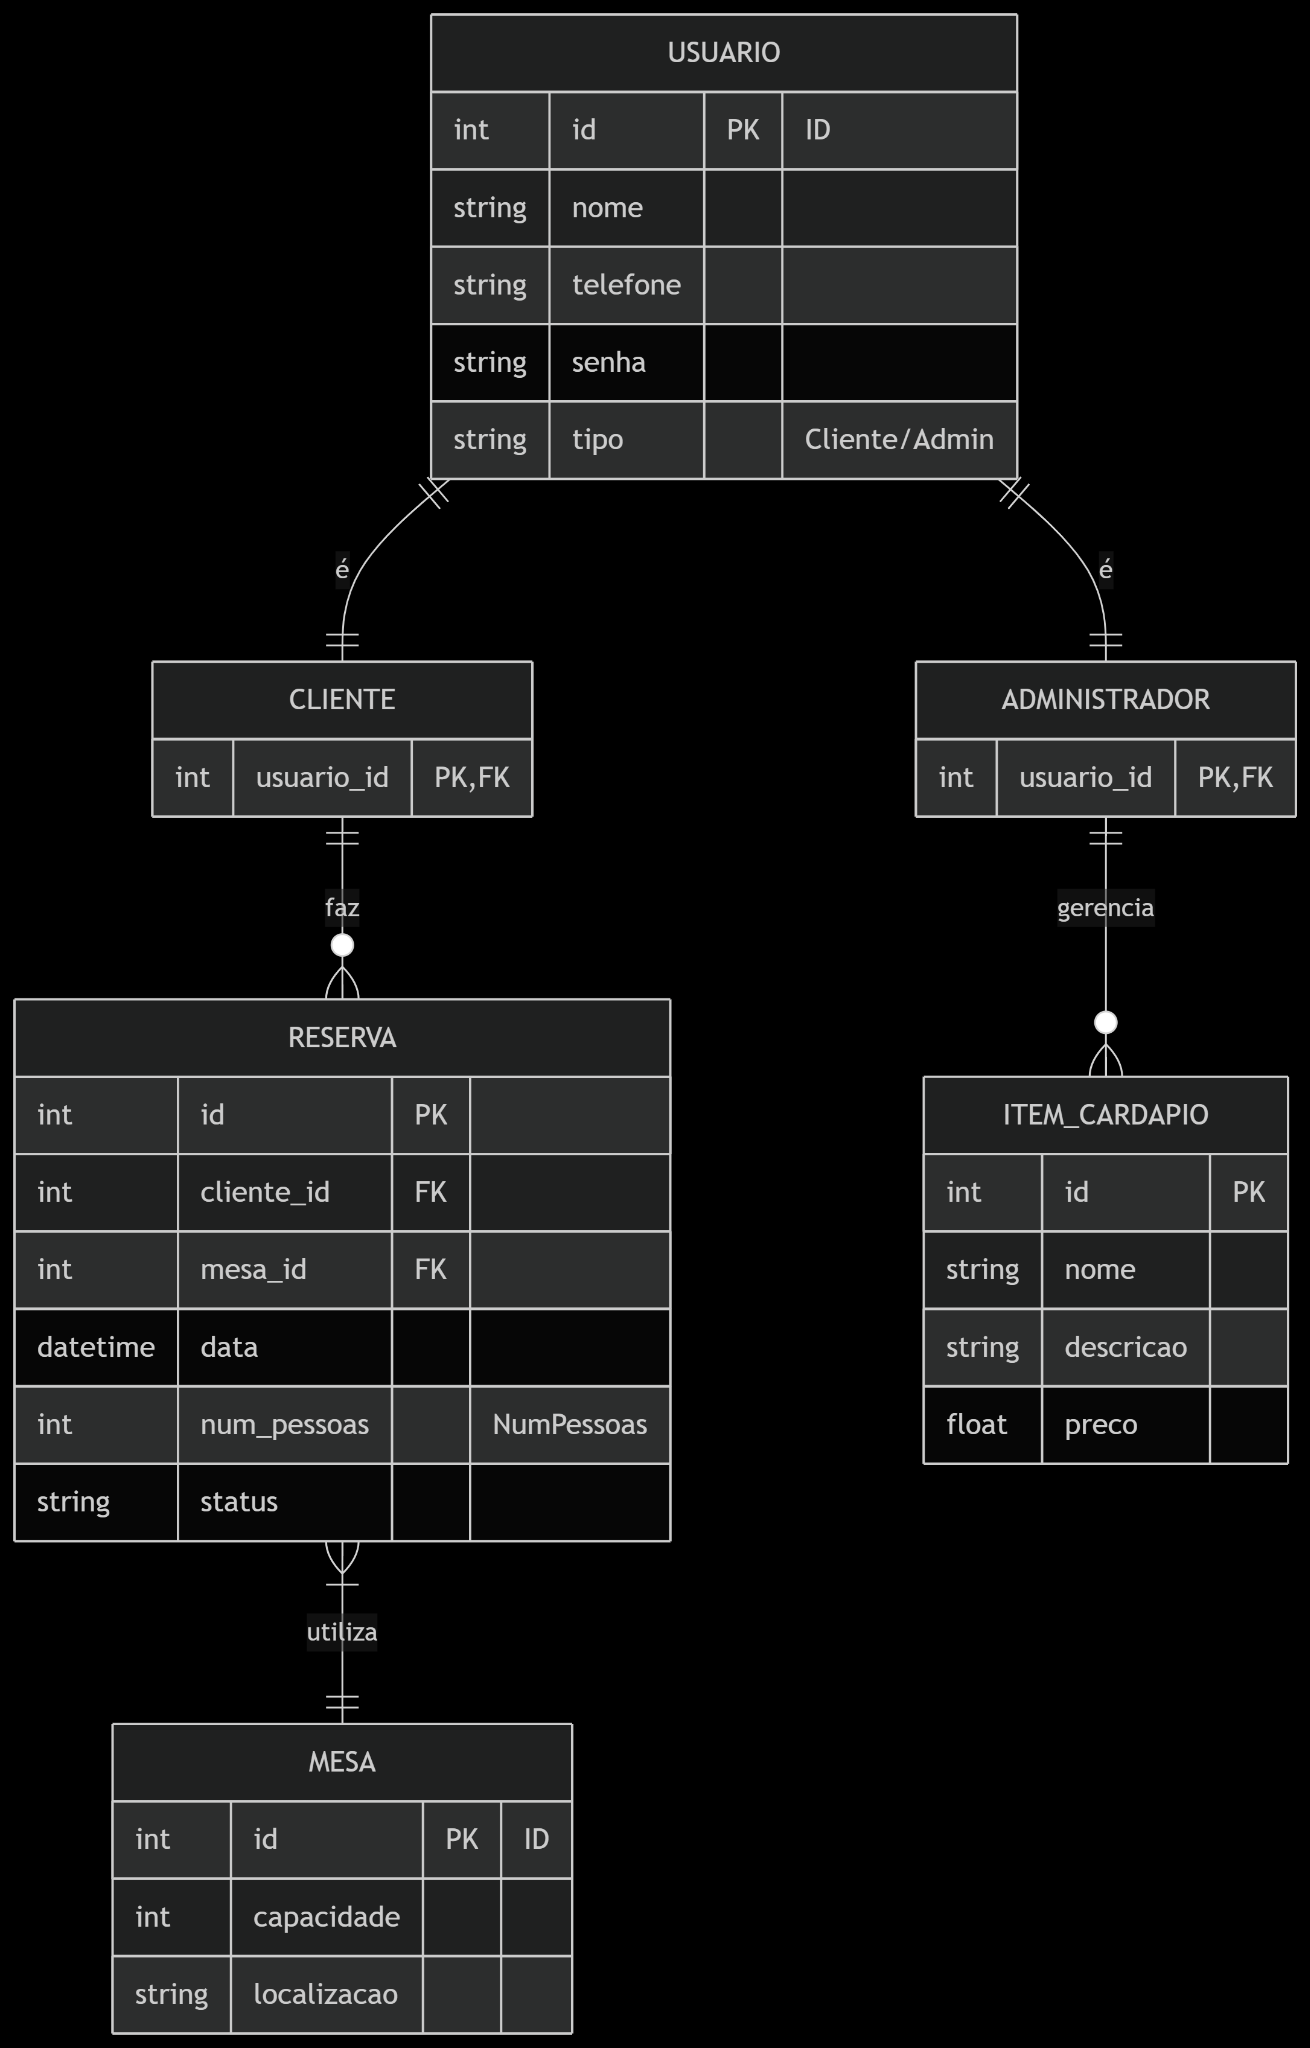 USUARIO
int id PK ID
string nome
string telefone
string senha
string tipo Cliente/Admin
é é
CLIENTE
int usuario_id PK,FK
ADMINISTRADOR
int usuario_id PK,FK
faz
gerencia
RESERVA
int id PK
int cliente_id FK
int mesa_id FK
datetime data
int num_pessoas NumPessoas
string status
ITEM_CARDAPIO
int id PK
string nome
string descricao
float preco
utiliza
MESA
int id PK ID
int capacidade
string localizacao